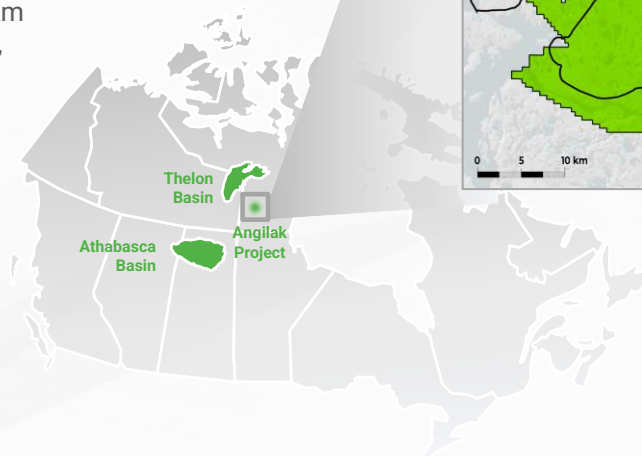 m
Thelon
Basin
Angilak
Project
Athabasca
Basin
0 5 10 km